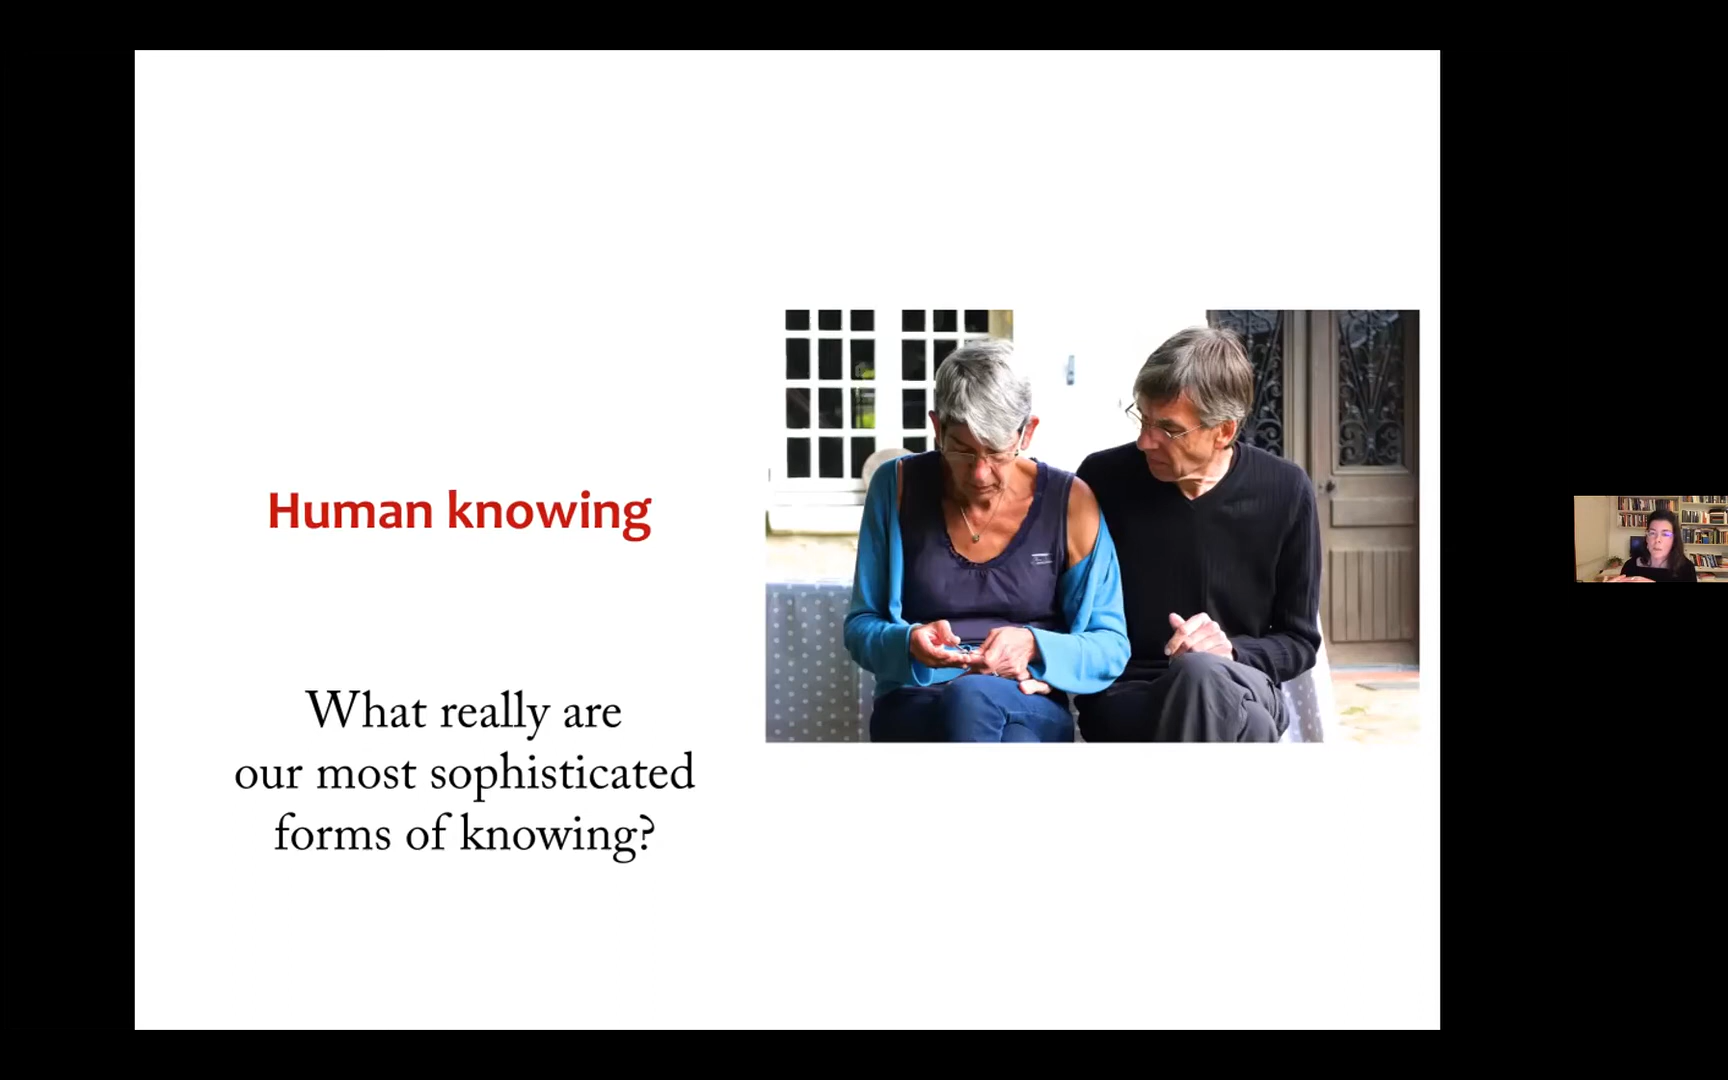 Human knowing
What really are
our most sophisticated
forms of knowing?